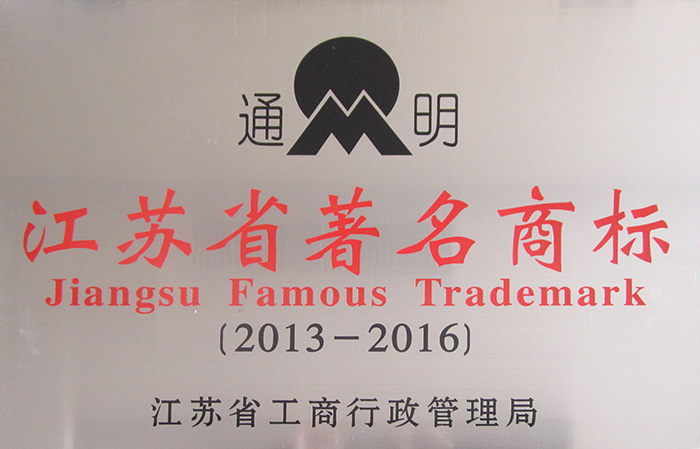 通明
江苏省著名商标
Jiangsu Famous Trademark
(2013－2016)
江苏省工商行政管理局